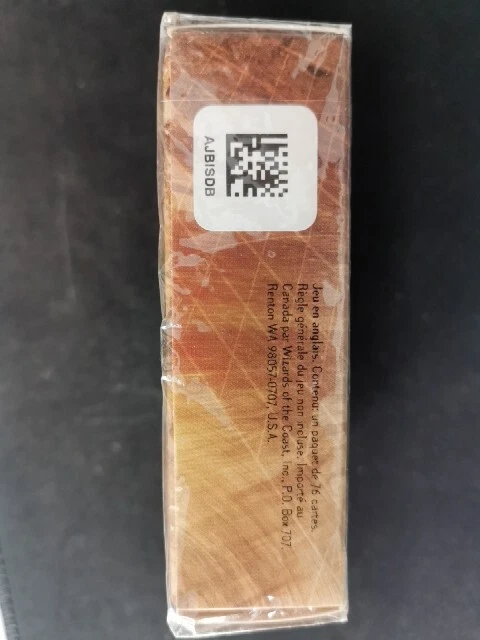 AJBISDB
Jeu en anglais. Contenu: un paquet de 76 cartes.
Règle générale du jeu non incluse. Importé au
Canada par Wizards of the Coast, Inc., P.O. Box 707,
Renton WA 98057-0707, U.S.A.